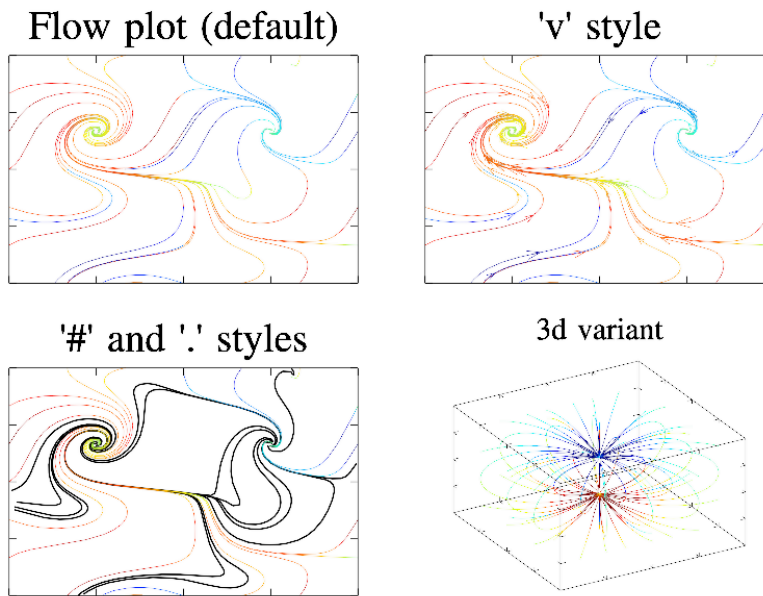 Flow plot (default)
'v' style
'#' and '.' styles
3d variant